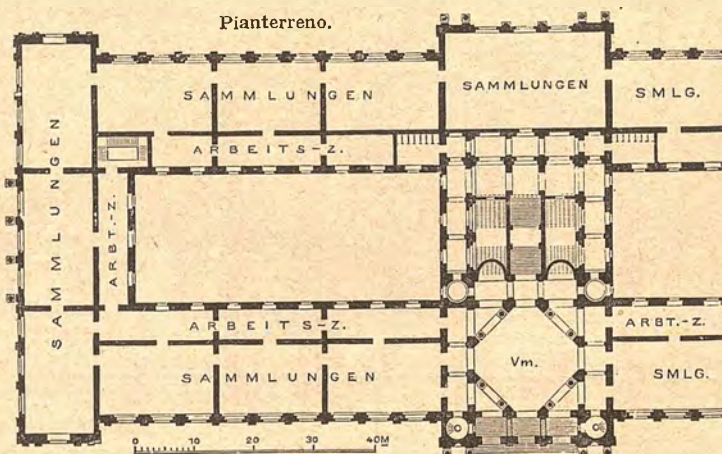 Pianterreno.
SAMMLUNGEN
SAMMLUNGEN
SMLG.
ARBEITS-Z.
SAMMLUNGEN
ARBT.-Z.
ARBEITS-Z.
ARBT.-Z.
Vm.
SAMMLUNGEN
SMLG.
0 10 20 30 40M